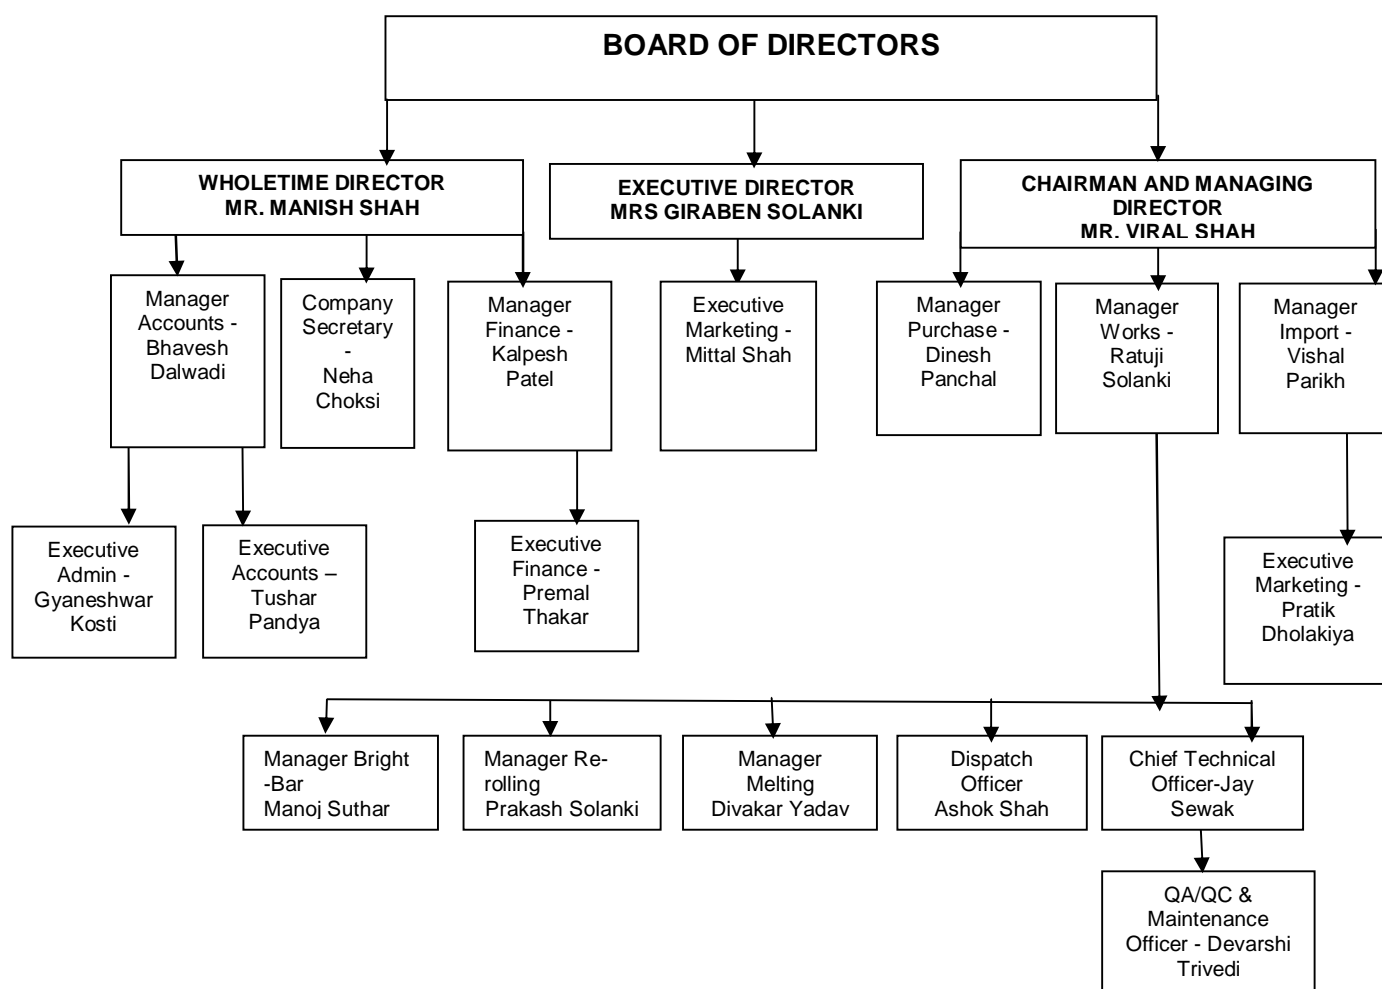 BOARD OF DIRECTORS
WHOLETIME DIRECTOR
MR. MANISH SHAH
EXECUTIVE DIRECTOR
MRS GIRABEN SOLANKI
CHAIRMAN AND MANAGING
DIRECTOR
MR. VIRAL SHAH
Manager
Accounts -
Bhavesh
Dalwadi
Company
Secretary
-
Neha
Choksi
Manager
Finance -
Kalpesh
Patel
Executive
Marketing -
Mittal Shah
Manager
Purchase -
Dinesh
Panchal
Manager
Works -
Ratuji
Solanki
Manager
Import -
Vishal
Parikh
Executive
Admin -
Gyaneshwar
Kosti
Executive
Accounts –
Tushar
Pandya
Executive
Finance -
Premal
Thakar
Executive
Marketing -
Pratik
Dholakiya
Manager Bright
-Bar
Manoj Suthar
Manager Re-
rolling
Prakash Solanki
Manager
Melting
Divakar Yadav
Dispatch
Officer
Ashok Shah
Chief Technical
Officer-Jay
Sewak
QA/QC &
Maintenance
Officer - Devarshi
Trivedi